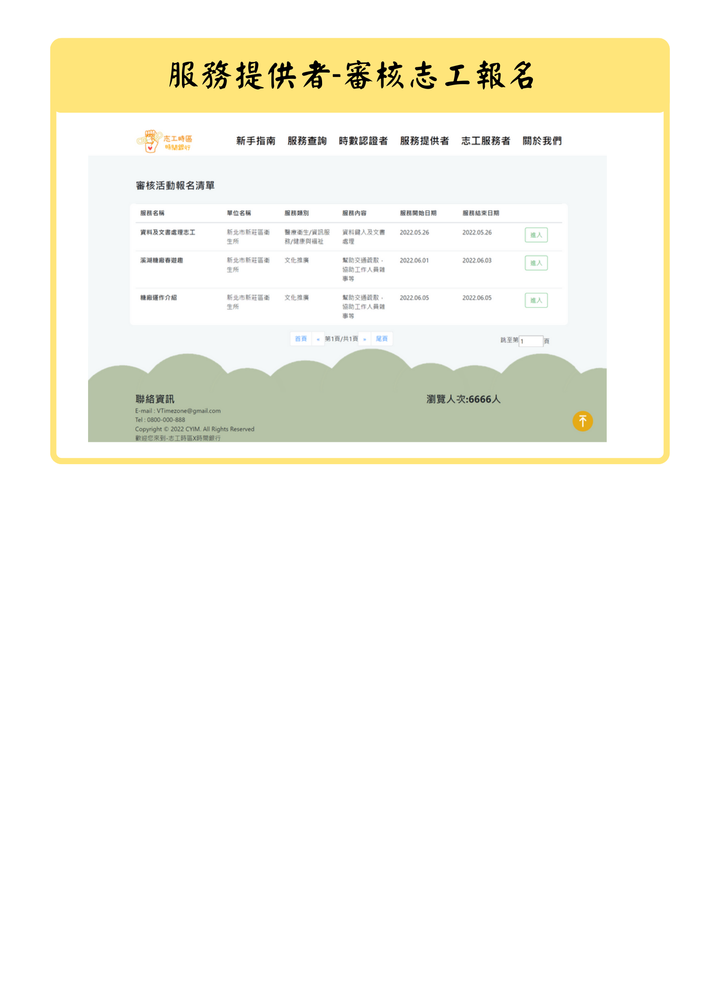 服務提供者-審核志工報名
志工時區
時間銀行
新手指南 服務查詢 時數認證者 服務提供者 志工服務者 關於我們
審核活動報名清單
服務名稱 單位名稱 服務類別 服務內容 服務開始日期 服務結束日期
資料及文書處理志工 新北市新莊區衛 醫療衛生/資訊服 資料鍵入及文書 2022.05.26 2022.05.26 進入
生所 務/健康與福祉 處理
溪湖糖廠春遊趣 新北市新莊區衛 文化推廣 幫助交通疏散， 2022.06.01 2022.06.03 進入
生所 協助工作人員雜
事等
糖廠運作介紹 新北市新莊區衛 文化推廣 幫助交通疏散， 2022.06.05 2022.06.05 進入
生所 協助工作人員雜
事等
首頁 « 第1頁/共1頁 » 尾頁 跳至第 1 頁
聯絡資訊 瀏覽人次:6666人
E-mail : VTimezone@gmail.com
Tel : 0800-000-888
Copyright © 2022 CYIM. All Rights Reserved
歡迎您來到-志工時區X時間銀行